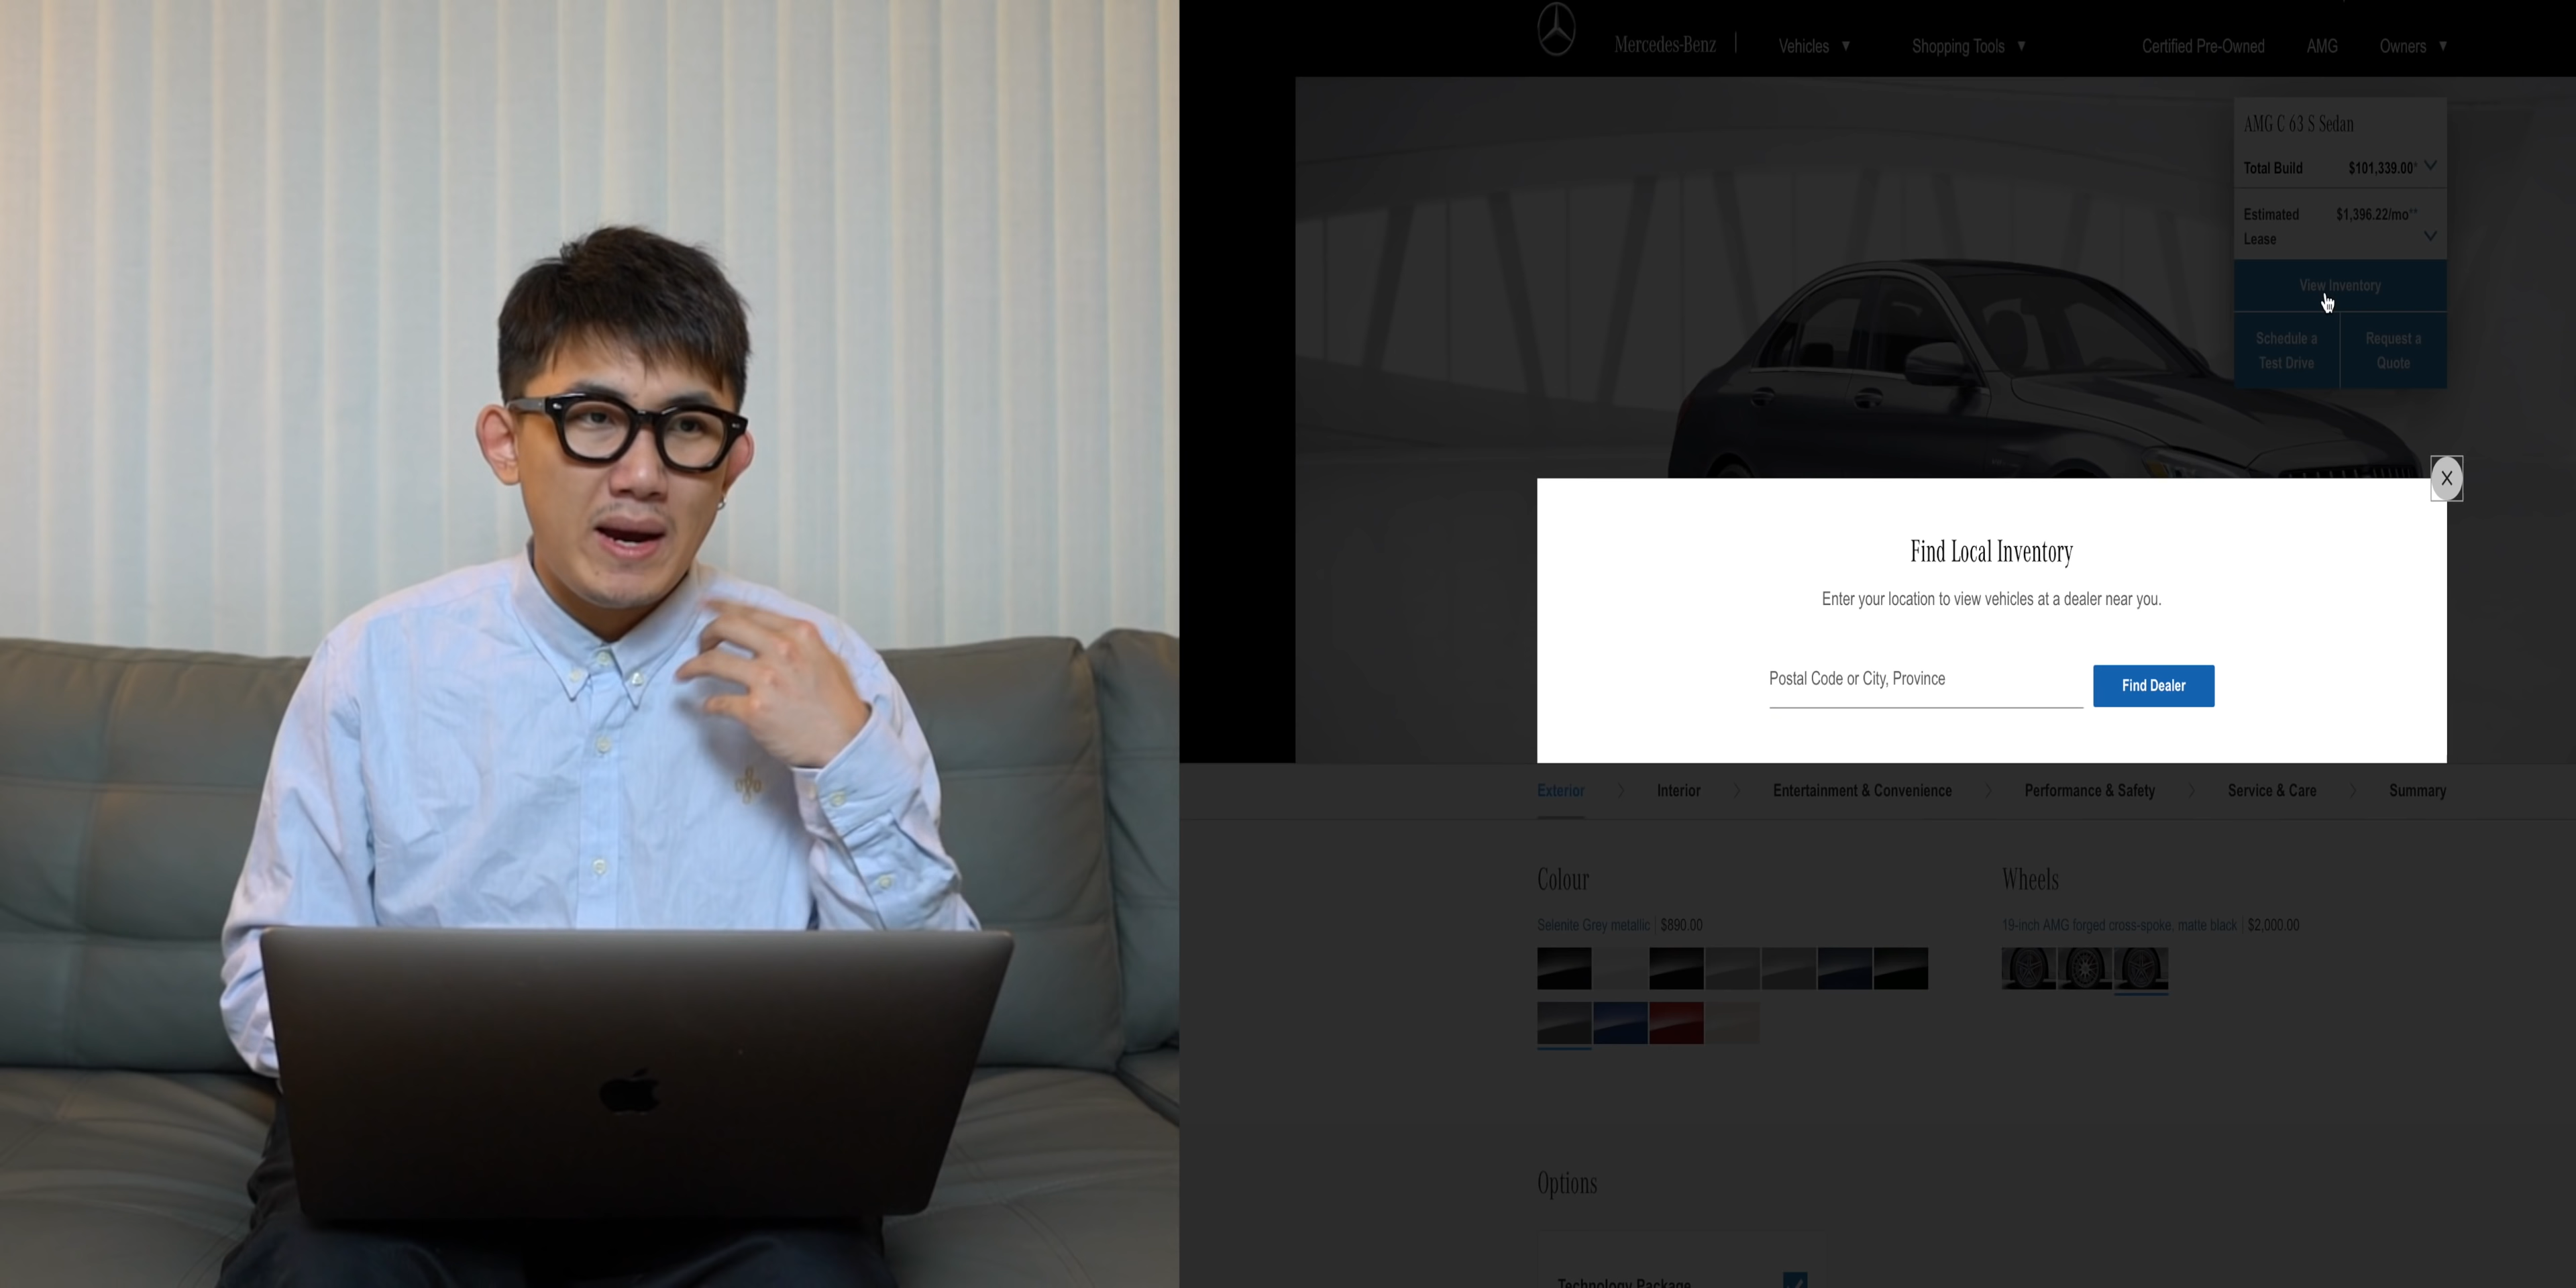 Mercedes-Benz
Vehicles
Shopping Tools
Certified Pre-Owned
AMG
Owners
AMG C 63 S Sedan
Total Build
$101,339.00*
Estimated
Lease
$1,396.22/mo**
View Inventory
Schedule a
Test Drive
Request a
Quote
X
Find Local Inventory
Enter your location to view vehicles at a dealer near you.
Postal Code or City, Province
Find Dealer
Exterior
Interior
Entertainment & Convenience
Performance & Safety
Service & Care
Summary
Colour
Wheels
Selenite Grey metallic | $890.00
19-inch AMG forged cross-spoke, matte black | $2,000.00
Options
Technology Package